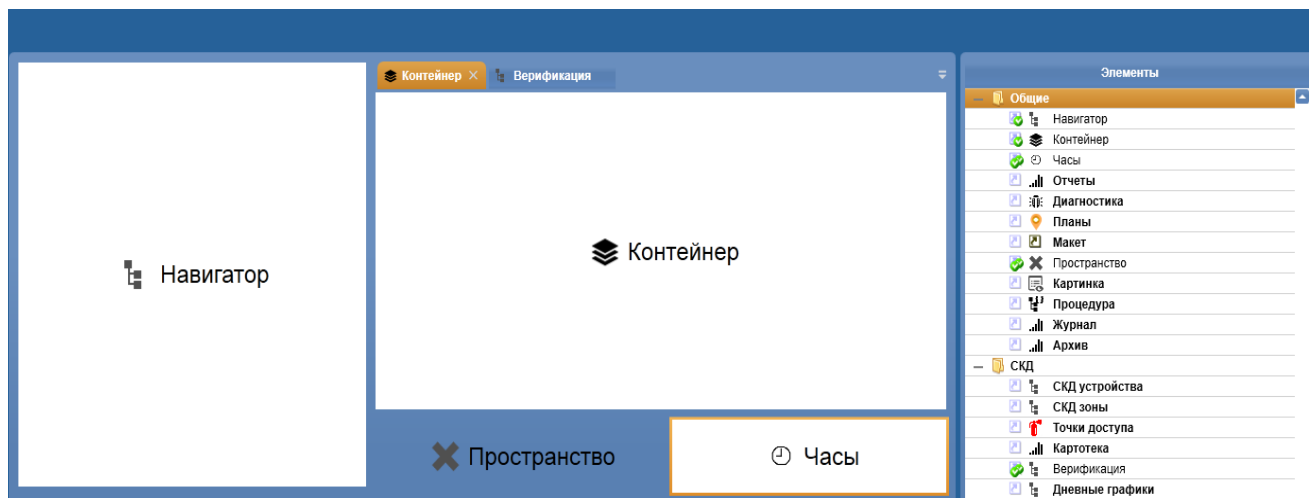 Навигатор
Контейнер
Верификация
Контейнер
Пространство
Часы
Элементы
Общие
Навигатор
Контейнер
Часы
Отчеты
Диагностика
Планы
Макет
Пространство
Картинка
Процедура
Журнал
Архив
СКД
СКД устройства
СКД зоны
Точки доступа
Картотека
Верификация
Дневные графики